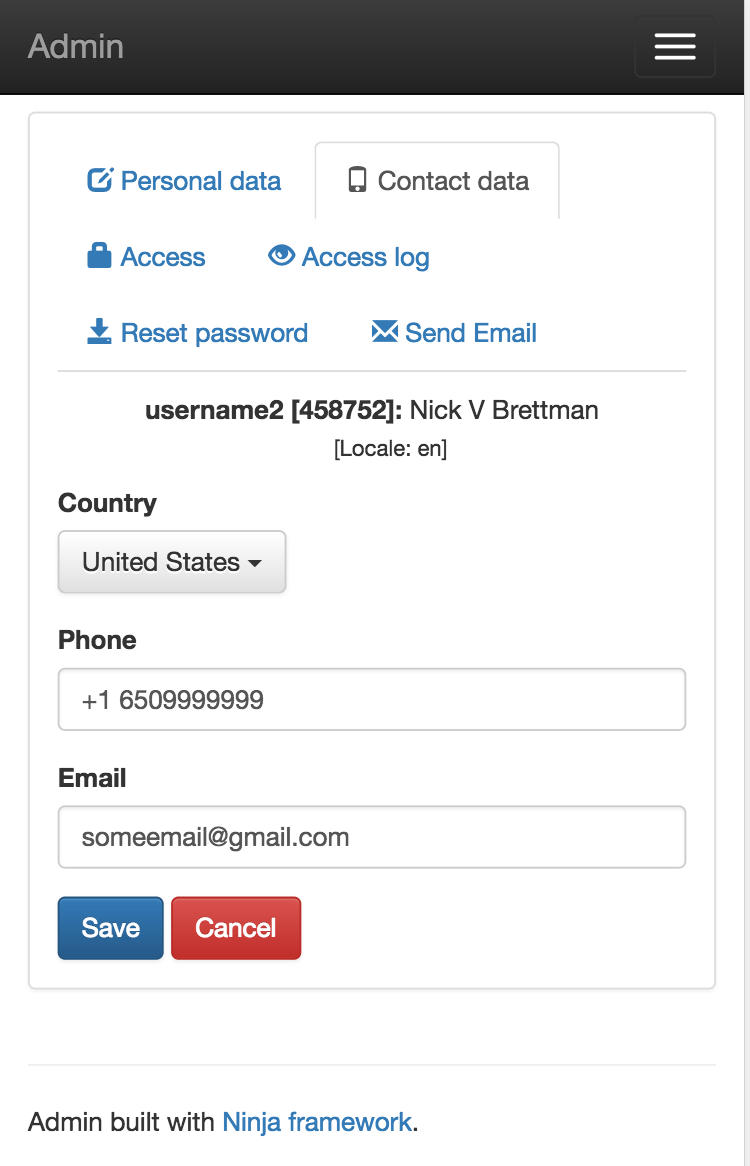 Admin
Personal data
Contact data
Access
Access log
Reset password
Send Email
username2 [458752]: Nick V Brettman
[Locale: en]
Country
United States
Phone
+1 6509999999
Email
someemail@gmail.com
Save
Cancel
Admin built with Ninja framework.